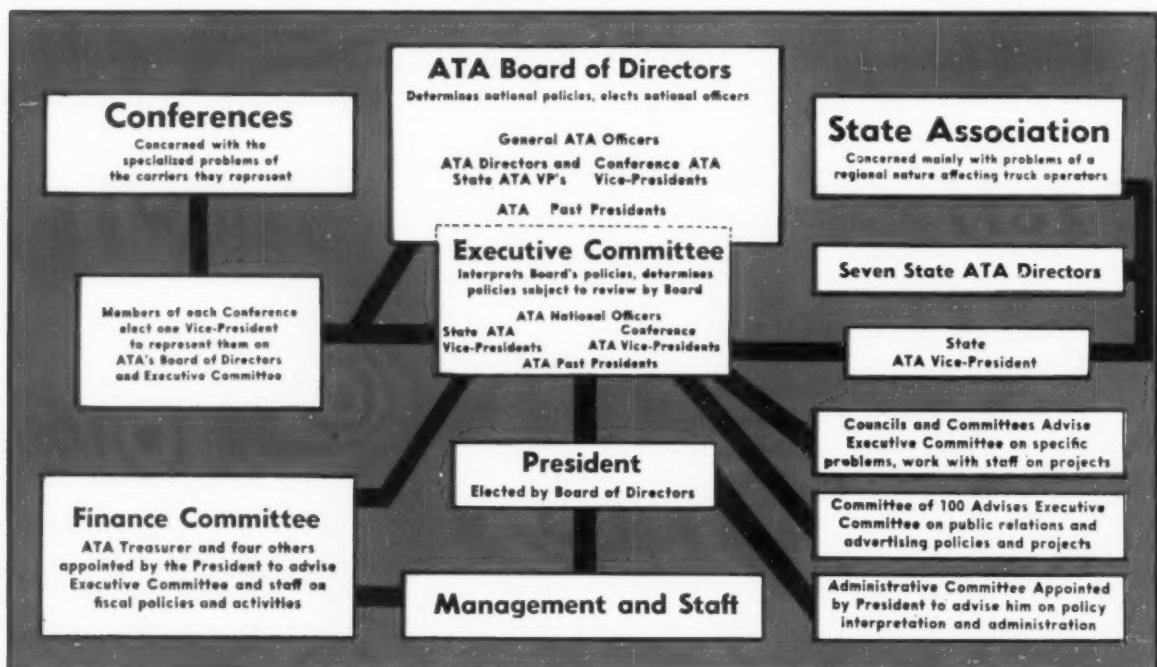 ATA Board of Directors
Determines national policies, elects national officers
General ATA Officers
ATA Directors and Conference ATA
State ATA VP's Vice-Presidents
ATA Past Presidents
Conferences
Concerned with the
specialized problems of
the carriers they represent
State Association
Concerned mainly with problems of a
regional nature affecting truck operators
Executive Committee
Interprets Board's policies, determines
policies subject to review by Board
ATA National Officers
State ATA Conference
Vice-Presidents ATA Vice-Presidents
ATA Past Presidents
Seven State ATA Directors
Members of each Conference
elect one Vice-President
to represent them on
ATA's Board of Directors
and Executive Committee
State
ATA Vice-President
Councils and Committees Advise
Executive Committee on specific
problems, work with staff on projects
President
Elected by Board of Directors
Finance Committee
ATA Treasurer and four others
appointed by the President to advise
Executive Committee and staff on
fiscal policies and activities
Committee of 100 Advises Executive
Committee on public relations and
advertising policies and projects
Management and Staff
Administrative Committee Appointed
by President to advise him on policy
interpretation and administration